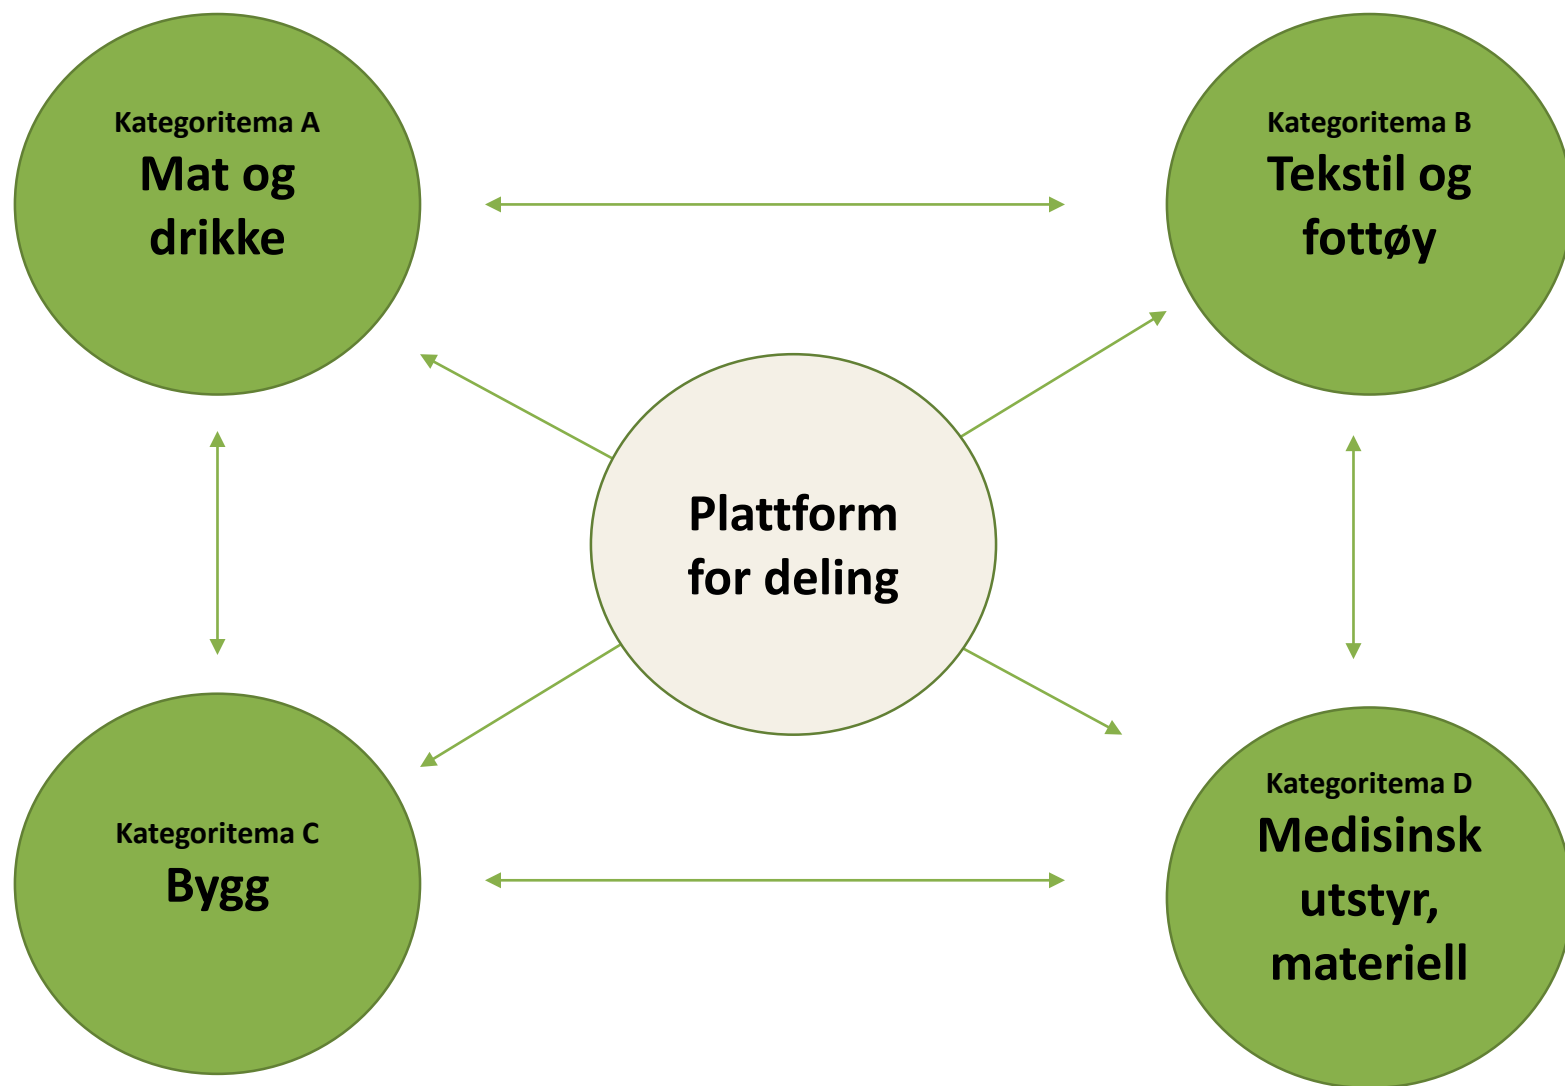 Kategoritema A
Mat og
drikke
Kategoritema B
Tekstil og
fottøy
Plattform
for deling
Kategoritema C
Bygg
Kategoritema D
Medisinsk
utstyr,
materiell